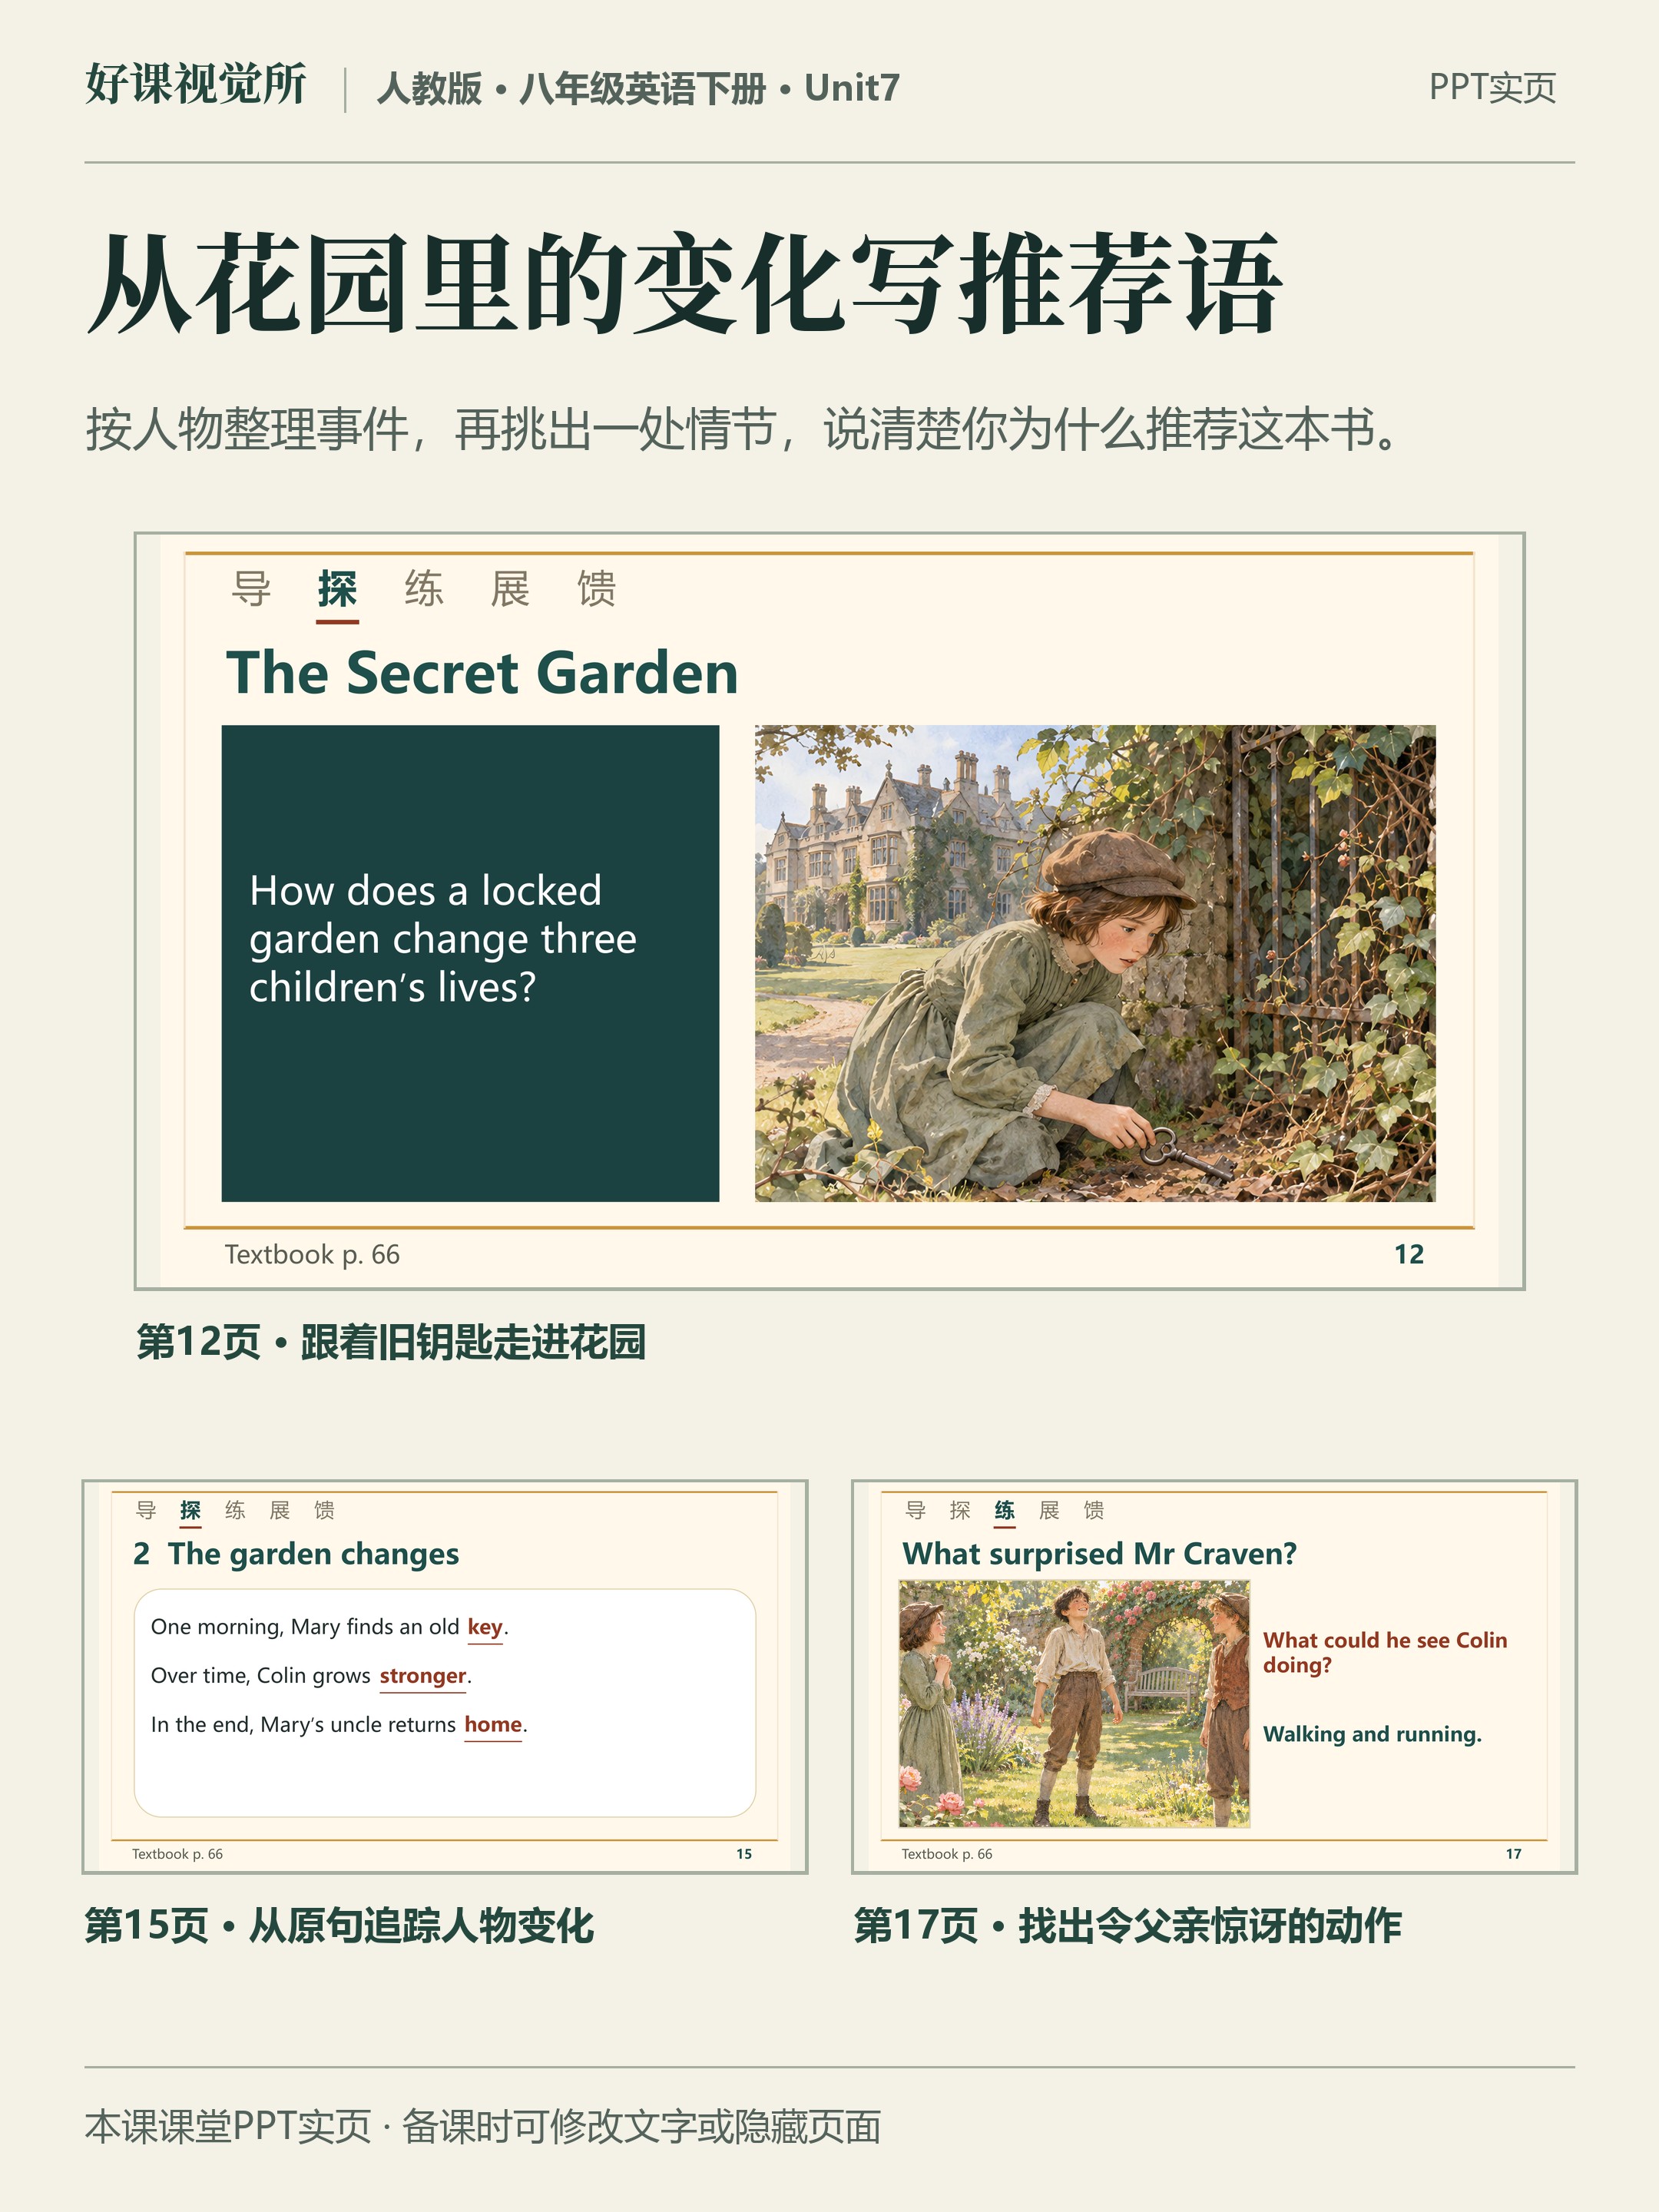 好课视觉所
人教版・八年级英语下册・Unit7
PPT实页
从花园里的变化写推荐语
按人物整理事件，再挑出一处情节，说清楚你为什么推荐这本书。
导 探 练 展 馈
The Secret Garden
How does a locked
garden change three
children's lives?
Textbook p. 66
12
第12页・跟着旧钥匙走进花园
导 探 练 展 馈
2 The garden changes
One morning, Mary finds an old key.
Over time, Colin grows stronger.
In the end, Mary's uncle returns home.
Textbook p. 66
15
第15页・从原句追踪人物变化
导 探 练 展 馈
What surprised Mr Craven?
What could he see Colin
doing?
Walking and running.
Textbook p. 66
17
第17页・找出令父亲惊讶的动作
本课课堂PPT实页 · 备课时可修改文字或隐藏页面